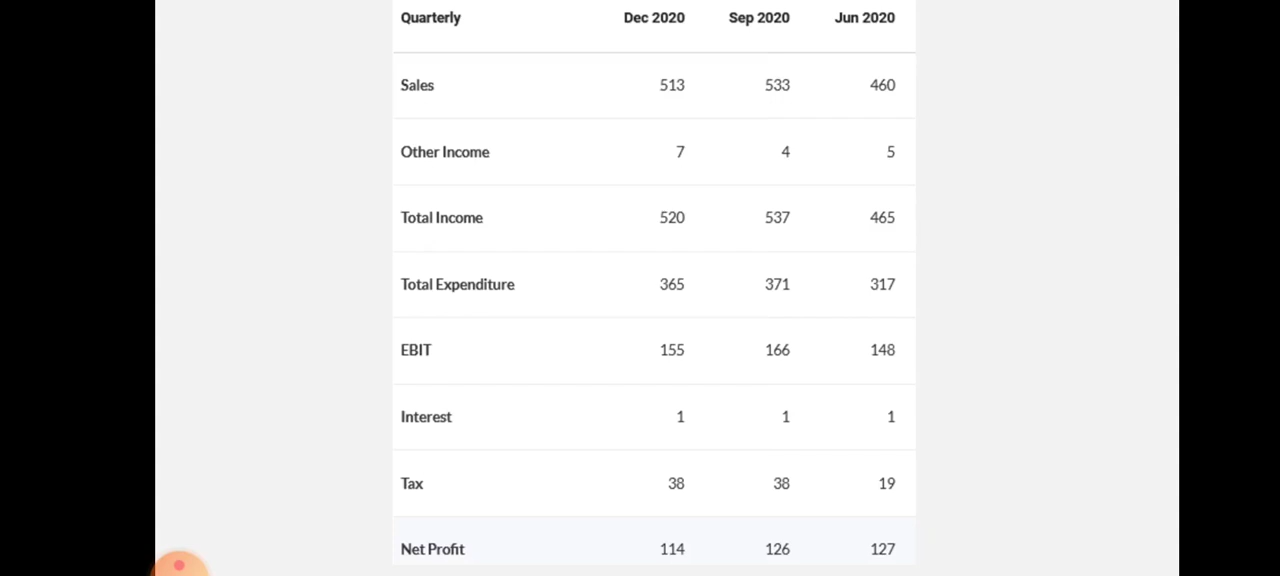 Quarterly Dec 2020 Sep 2020 Jun 2020
Sales 513 533 460
Other Income 7 4 5
Total Income 520 537 465
Total Expenditure 365 371 317
EBIT 155 166 148
Interest 1 1 1
Tax 38 38 19
Net Profit 114 126 127